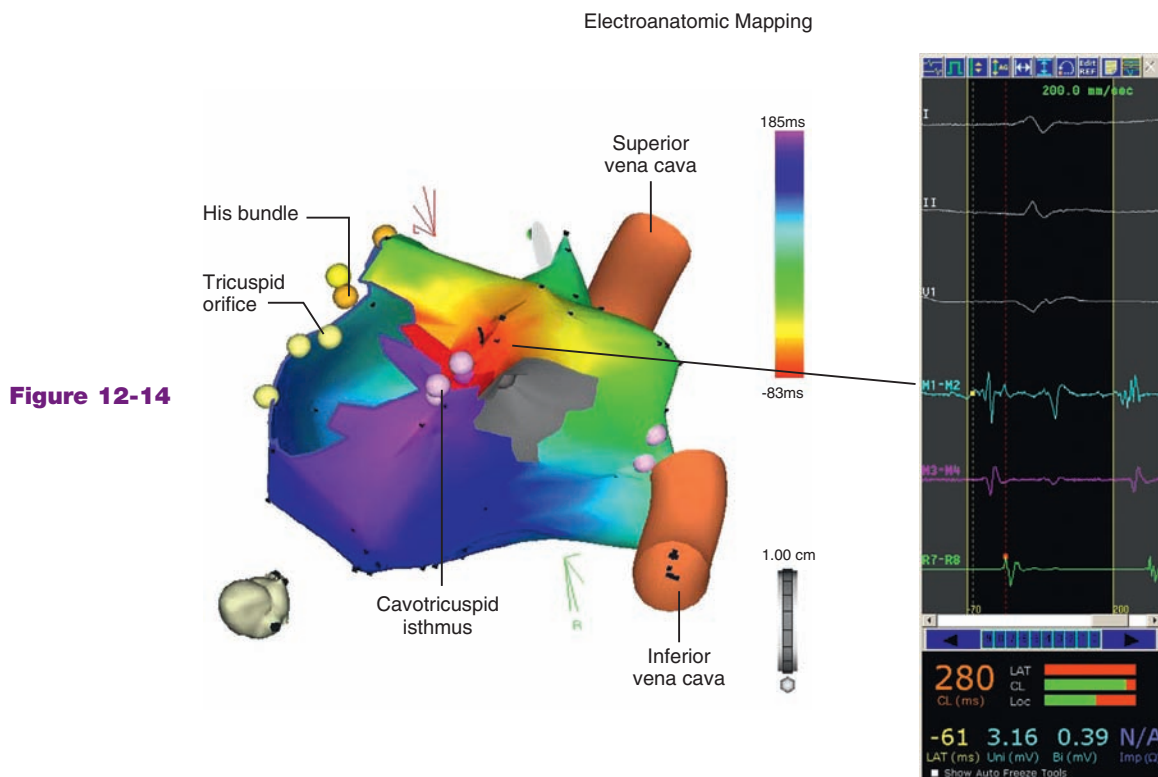 Electroanatomic Mapping
Figure 12-14
185ms
-83ms
Superior
vena cava
His bundle
Tricuspid
orifice
Cavotricuspid
isthmus
Inferior
vena cava
1.00 cm
R
Edit
REF
200.0 mm/sec
I
II
V1
M1-M2
M3-M4
R7-R8
-70
200
280
CL (ms)
LAT
CL
Loc
-61 3.16 0.39 N/A
LAT (ms) Uni (mV) Bi (mV) Imp (Ω
Show Auto Freeze Tools